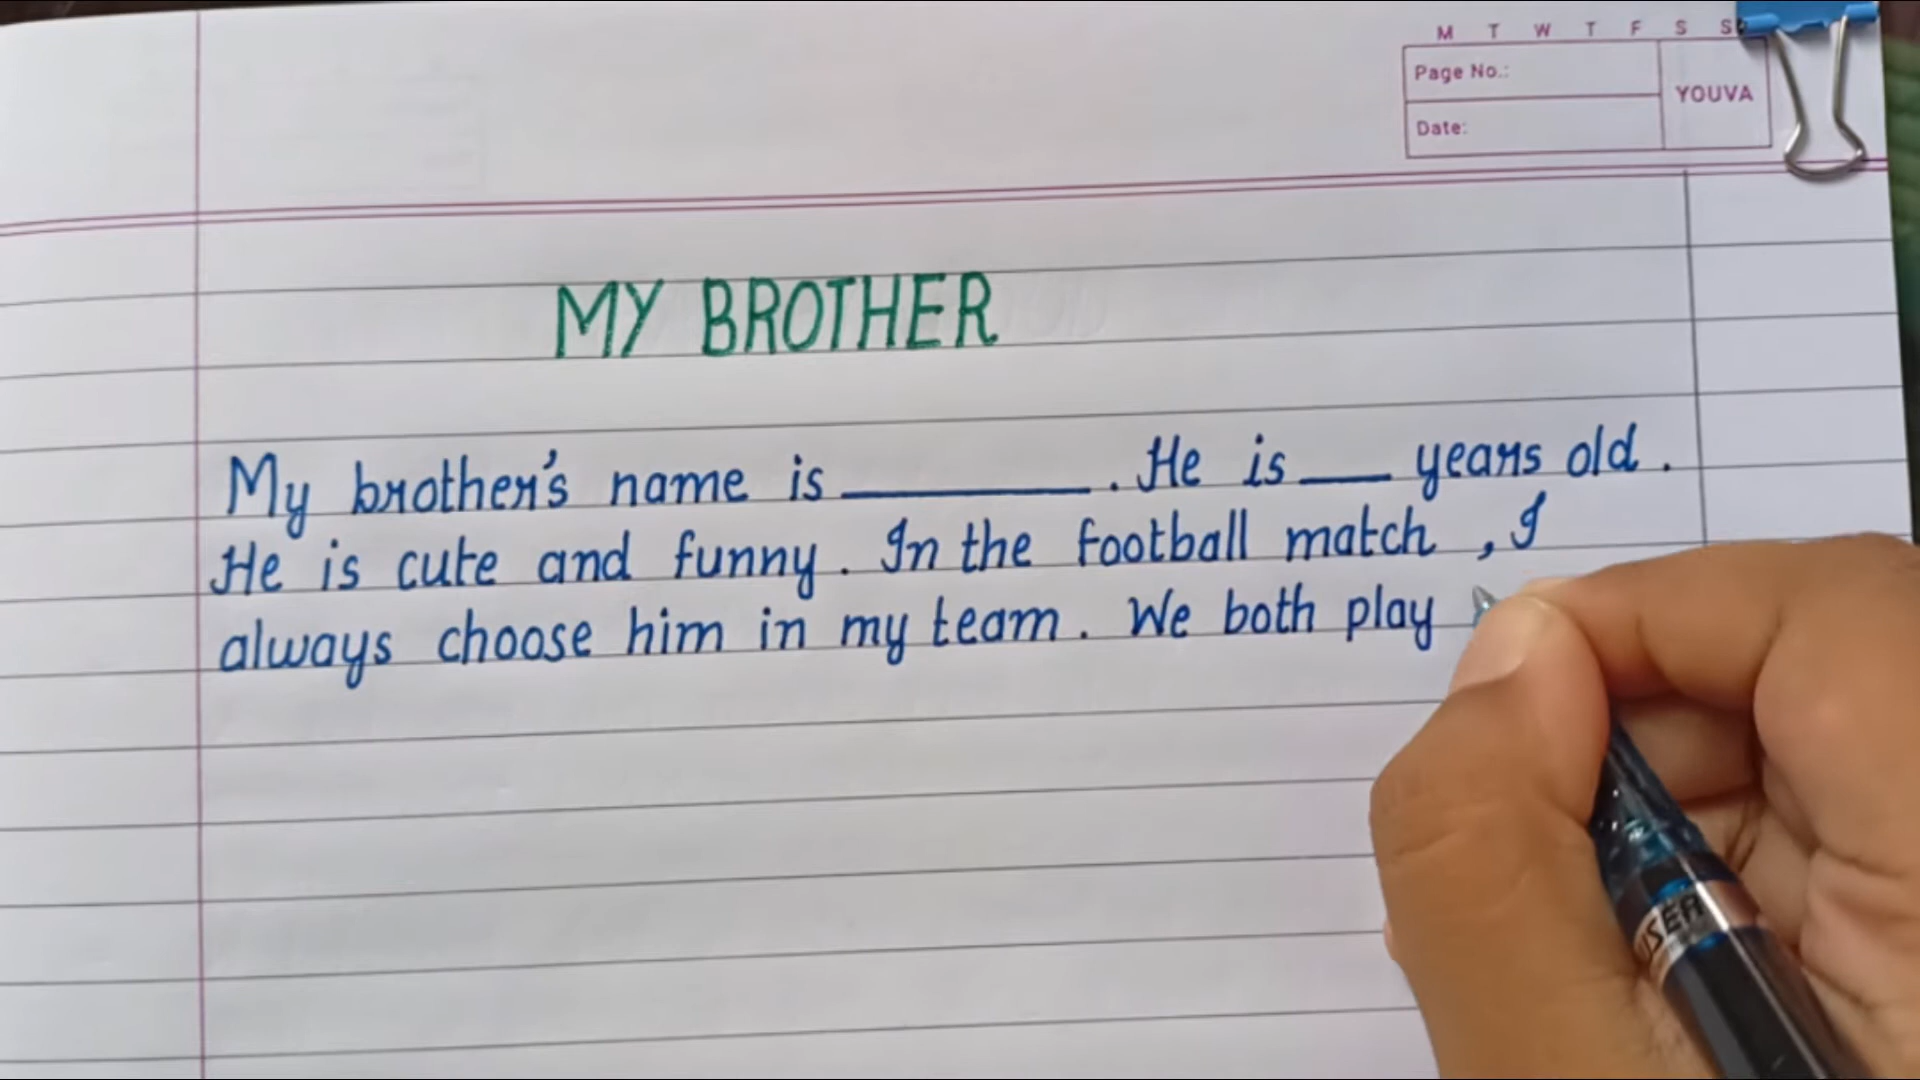 M T W T F S S
Page No.:
YOUVA
Date:
MY BROTHER
My brother's name is ________. He is ___ years old.
He is cute and funny. In the football match, I
always choose him in my team. We both play